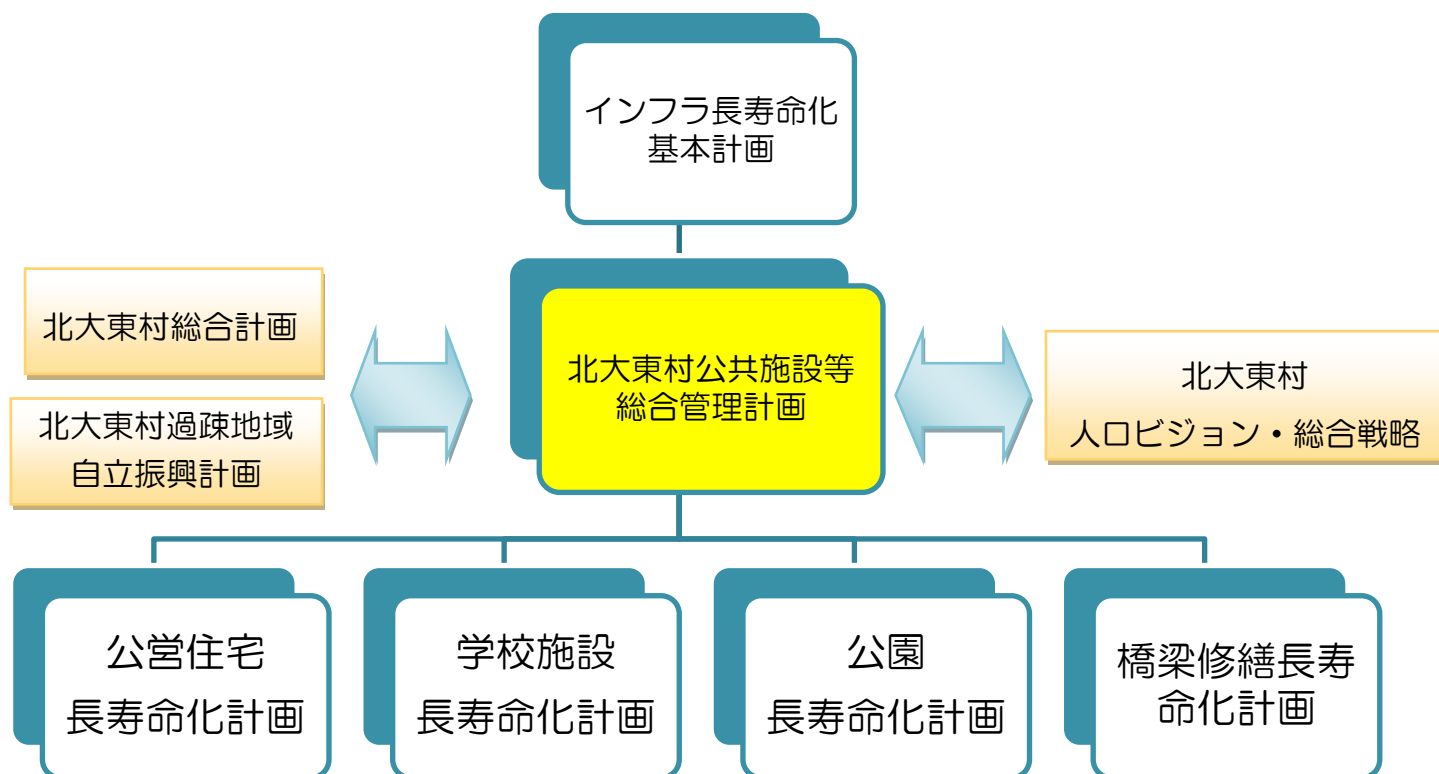 インフラ長寿命化
基本計画
北大東村総合計画
北大東村過疎地域
自立振興計画
北大東村公共施設等
総合管理計画
北大東村
人口ビジョン・総合戦略
公営住宅
長寿命化計画
学校施設
長寿命化計画
公園
長寿命化計画
橋梁修繕長寿
命化計画